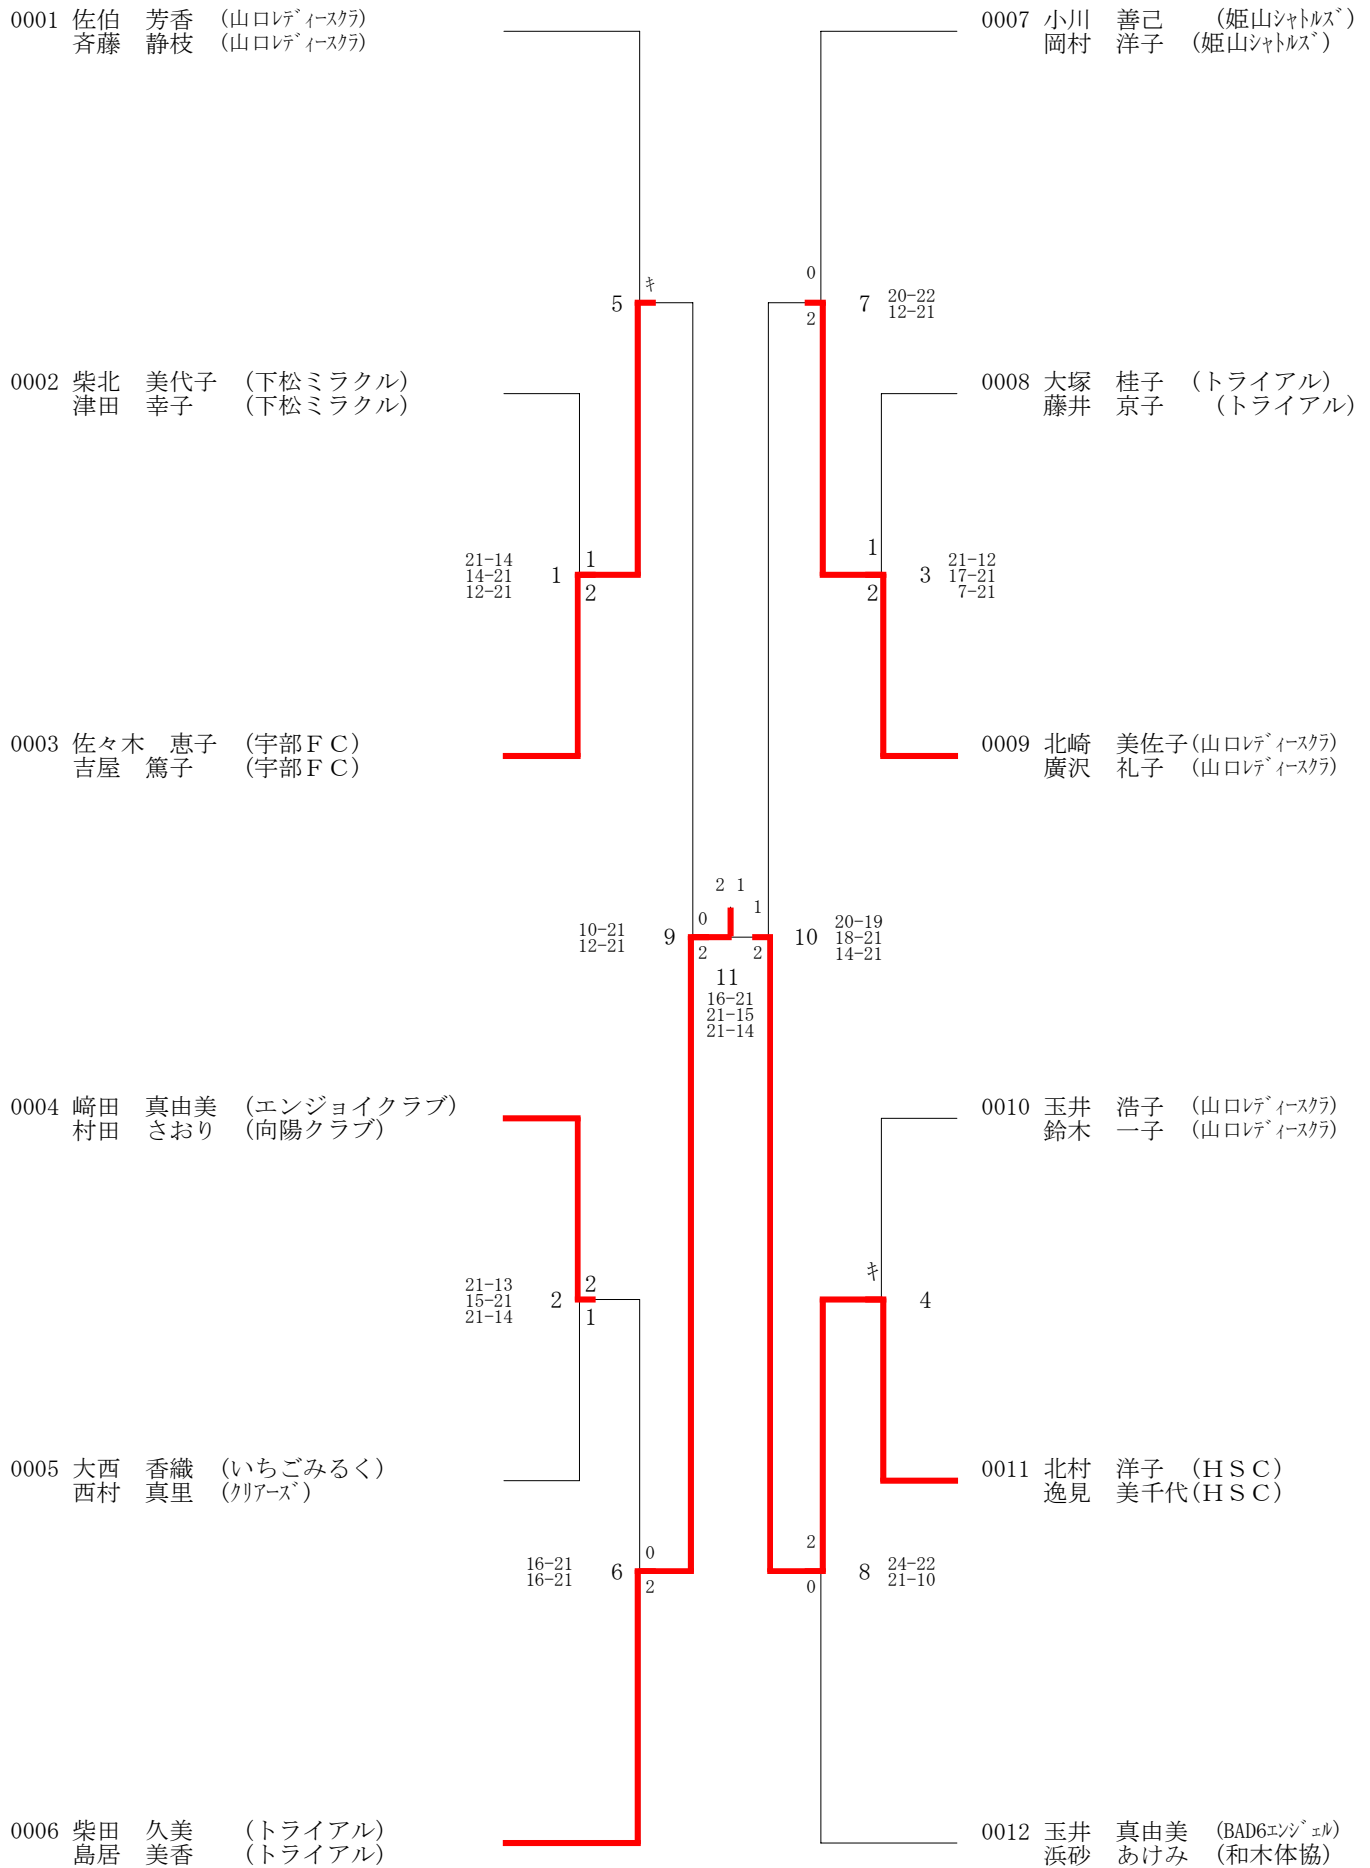 0001 佐伯　芳香　(山口ﾚﾃﾞｨｰｽｸﾗ)
斉藤　静枝　(山口ﾚﾃﾞｨｰｽｸﾗ)
0007 小川　善己　(姫山ｼｬﾄﾙｽﾞ)
岡村　洋子　(姫山ｼｬﾄﾙｽﾞ)
5
ｷ
0
2
7
20-22
12-21
0002 柴北　美代子　(下松ミラクル)
津田　幸子　(下松ミラクル)
0008 大塚　桂子　(トライアル)
藤井　京子　(トライアル)
21-14
14-21
12-21
1
1
2
1
2
3
21-12
17-21
7-21
0003 佐々木　恵子　(宇部ＦＣ)
吉屋　篤子　(宇部ＦＣ)
0009 北崎　美佐子(山口ﾚﾃﾞｨｰｽｸﾗ)
廣沢　礼子　(山口ﾚﾃﾞｨｰｽｸﾗ)
10-21
12-21
9
0
2
2 1
11
16-21
21-15
21-14
1
2
10
20-19
18-21
14-21
0004 﨑田　真由美　(エンジョイクラブ)
村田　さおり　(向陽クラブ)
0010 玉井　浩子　(山口ﾚﾃﾞｨｰｽｸﾗ)
鈴木　一子　(山口ﾚﾃﾞｨｰｽｸﾗ)
21-13
15-21
21-14
2
2
1
ｷ
4
0005 大西　香織　(いちごみるく)
西村　真里　(ｸﾘｱｰｽﾞ)
0011 北村　洋子　(ＨＳＣ)
逸見　美千代(ＨＳＣ)
16-21
16-21
6
0
2
2
0
8
24-22
21-10
0006 柴田　久美　(トライアル)
島居　美香　(トライアル)
0012 玉井　真由美　(BAD6ｴﾝｼﾞｪﾙ)
浜砂　あけみ　(和木体協)